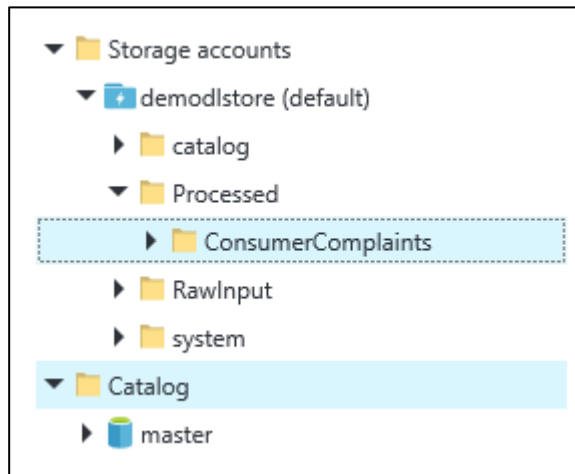 Storage accounts
demodlstore (default)
catalog
Processed
ConsumerComplaints
RawInput
system
Catalog
master